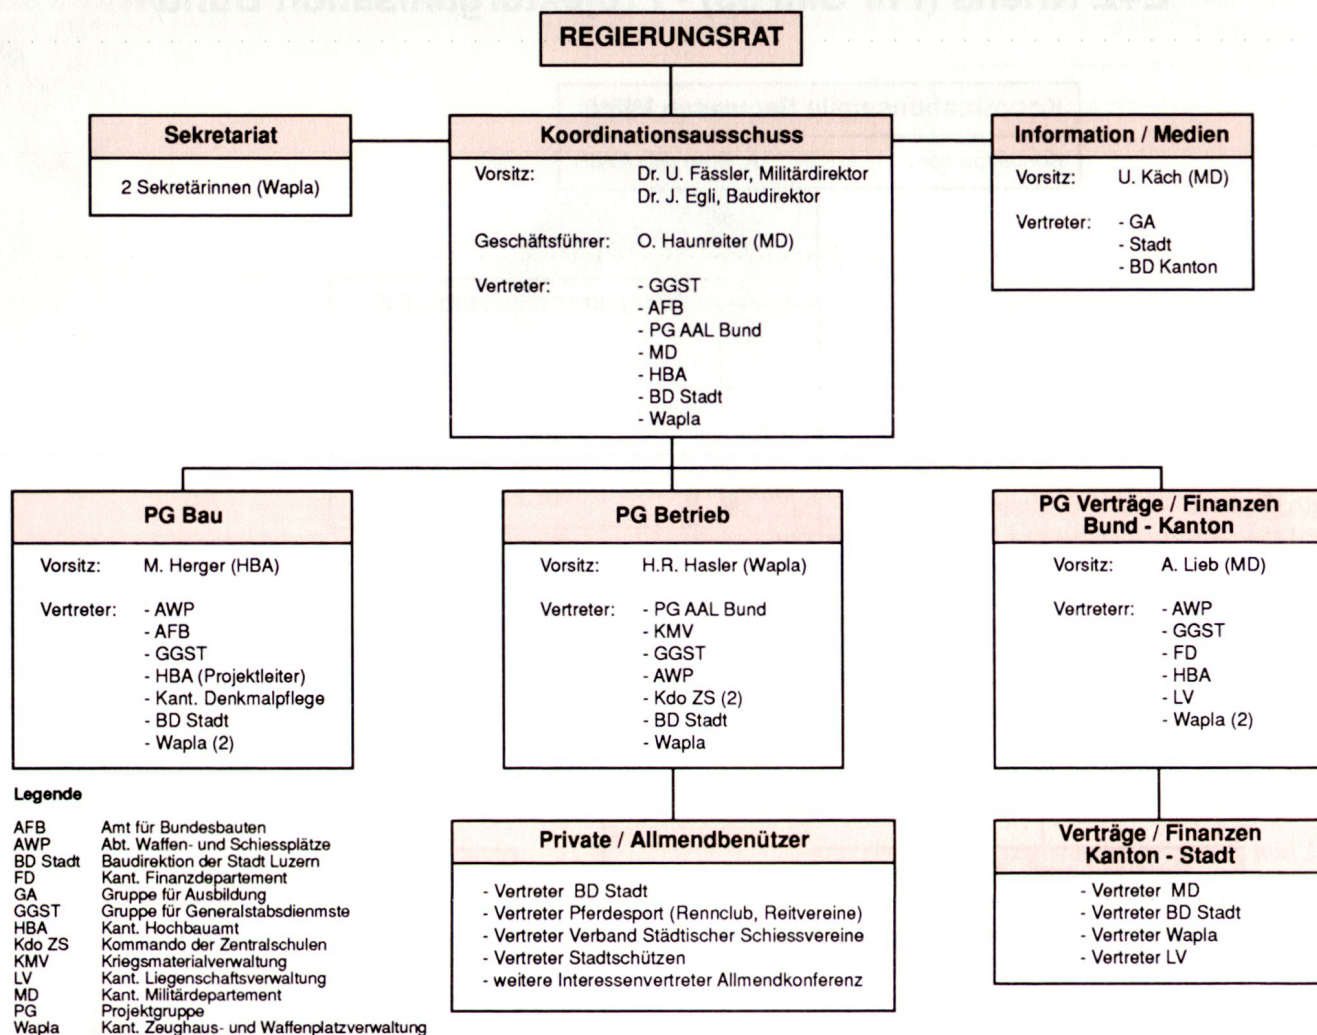 REGIERUNGSRAT
Sekretariat
2 Sekretärinnen (Wapla)
Koordinationsausschuss
Vorsitz: Dr. U. Fässler, Militärdirektor
Dr. J. Egli, Baudirektor
Geschäftsführer: O. Haunreiter (MD)
Vertreter: - GGST
- AFB
- PG AAL Bund
- MD
- HBA
- BD Stadt
- Wapla
Information / Medien
Vorsitz: U. Käch (MD)
Vertreter: - GA
- Stadt
- BD Kanton
PG Bau
Vorsitz: M. Herger (HBA)
Vertreter: - AWP
- AFB
- GGST
- HBA (Projektleiter)
- Kant. Denkmalpflege
- BD Stadt
- Wapla (2)
PG Betrieb
Vorsitz: H.R. Hasler (Wapla)
Vertreter: - PG AAL Bund
- KMV
- GGST
- AWP
- Kdo ZS (2)
- BD Stadt
- Wapla
PG Verträge / Finanzen
Bund - Kanton
Vorsitz: A. Lieb (MD)
Vertreterr: - AWP
- GGST
- FD
- HBA
- LV
- Wapla (2)
Private / Allmendbenützer
- Vertreter BD Stadt
- Vertreter Pferdesport (Rennclub, Reitvereine)
- Vertreter Verband Städtischer Schiessvereine
- Vertreter Stadtschützen
- weitere Interessenvertreter Allmendkonferenz
Verträge / Finanzen
Kanton - Stadt
- Vertreter MD
- Vertreter BD Stadt
- Vertreter Wapla
- Vertreter LV
Legende
AFB Amt für Bundesbauten
AWP Abt. Waffen- und Schiessplätze
BD Stadt Baudirektion der Stadt Luzern
FD Kant. Finanzdepartement
GA Gruppe für Ausbildung
GGST Gruppe für Generalstabsdienmste
HBA Kant. Hochbauamt
Kdo ZS Kommando der Zentralschulen
KMV Kriegsmaterialverwaltung
LV Kant. Liegenschaftsverwaltung
MD Kant. Militärdepartement
PG Projektgruppe
Wapla Kant. Zeughaus- und Waffenplatzverwaltung